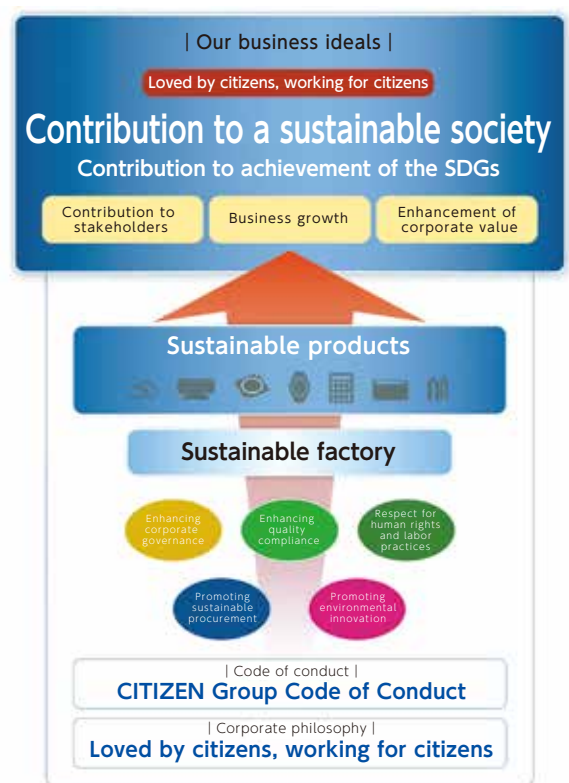 | Our business ideals |
Loved by citizens, working for citizens
Contribution to a sustainable society
Contribution to achievement of the SDGs
Contribution to
stakeholders
Business growth
Enhancement of
corporate value
Sustainable products
Sustainable factory
Enhancing
corporate
governance
Enhancing
quality
compliance
Respect for
human rights
and labor
practices
Promoting
sustainable
procurement
Promoting
environmental
innovation
| Code of conduct |
CITIZEN Group Code of Conduct
| Corporate philosophy |
Loved by citizens, working for citizens